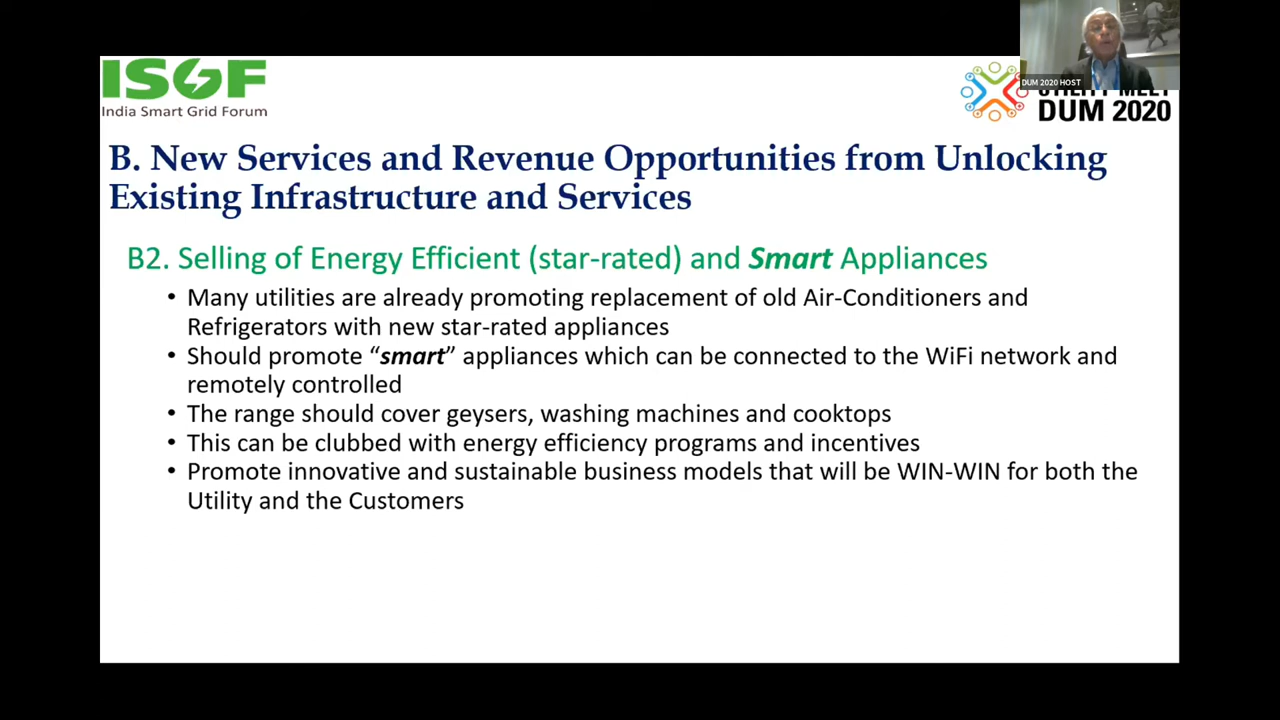 ISGF
India Smart Grid Forum
DUM 2020 HOST
UTILITY MEET
DUM 2020
B. New Services and Revenue Opportunities from Unlocking
Existing Infrastructure and Services
B2. Selling of Energy Efficient (star-rated) and Smart Appliances
• Many utilities are already promoting replacement of old Air-Conditioners and
Refrigerators with new star-rated appliances
• Should promote “smart” appliances which can be connected to the WiFi network and
remotely controlled
• The range should cover geysers, washing machines and cooktops
• This can be clubbed with energy efficiency programs and incentives
• Promote innovative and sustainable business models that will be WIN-WIN for both the
Utility and the Customers